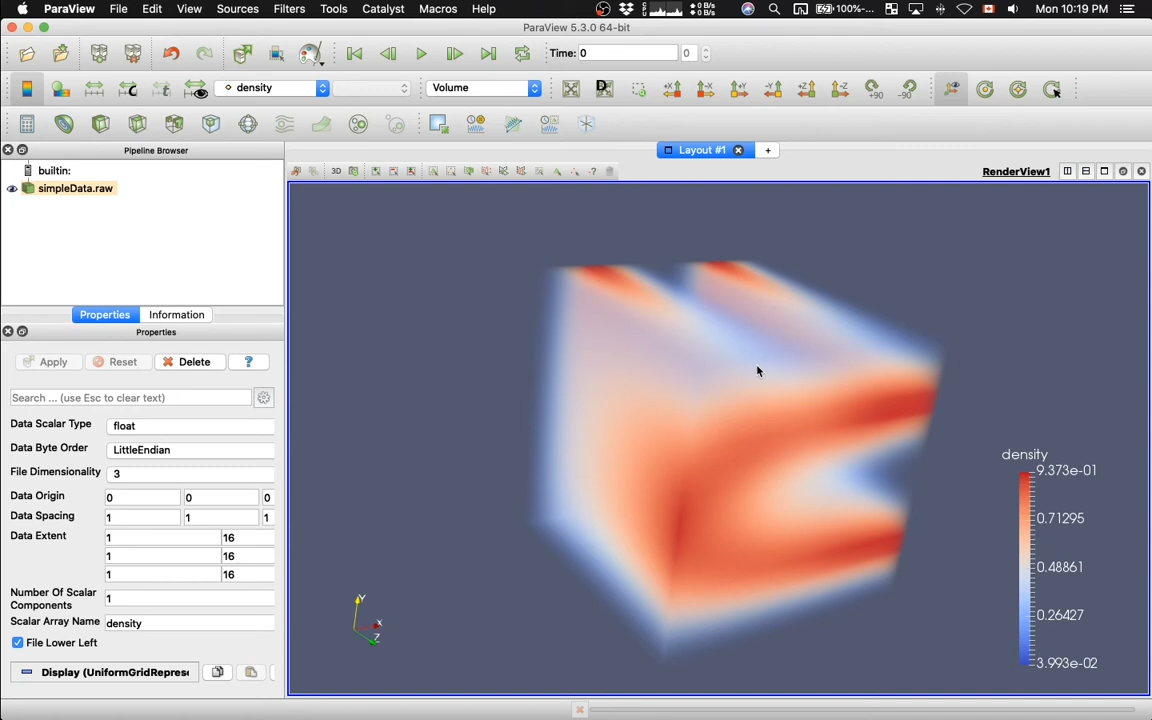 ParaView File Edit View Sources Filters Tools Catalyst Macros Help 0 B/s 0 B/s 100%-... Mon 10:19 PM
ParaView 5.3.0 64-bit
Time: 0 0
density Volume +X -X +Y -Y +Z -Z +90 -90
Pipeline Browser
Layout #1 +
builtin:
3D ? RenderView1
simpleData.raw
Properties Information
Properties
Apply Reset Delete ?
Search ... (use Esc to clear text)
Data Scalar Type float
Data Byte Order LittleEndian
File Dimensionality 3
Data Origin 0 0 0
Data Spacing 1 1 1
Data Extent 1 16
1 16
1 16
Number Of Scalar Components 1
Scalar Array Name density
File Lower Left
Display (UniformGridRepres
density
9.373e-01
0.71295
0.48861
0.26427
3.993e-02
Y
X
Z